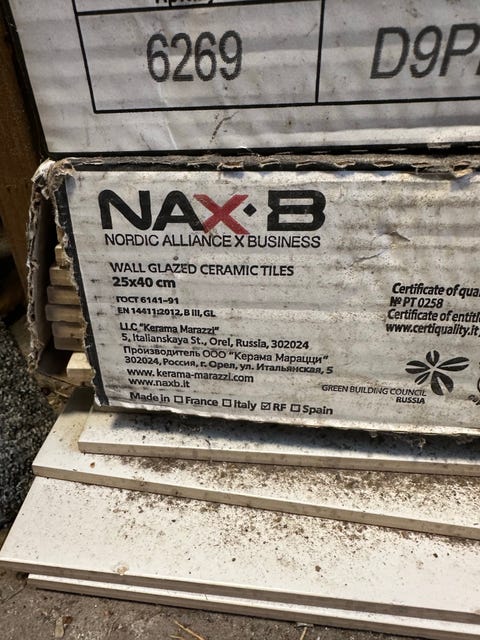 6269
D9P
NAX·B
NORDIC ALLIANCE X BUSINESS
WALL GLAZED CERAMIC TILES
25x40 cm
ГОСТ 6141-91
EN 14411:2012, B III, GL
LLC "Kerama Marazzi"
5, Italianskaya St., Orel, Russia, 302024
Производитель ООО "Керама Марацци"
302024, Россия, г. Орел, ул. Итальянская, 5
www.kerama-marazzi.com
www.naxb.it
Made in ☐ France ☐ Italy ☑ RF ☐ Spain
Certificate of
№ PT 0258
Certificate of
www.certiquality.it
GREEN BUILDING COUNCIL
RUSSIA